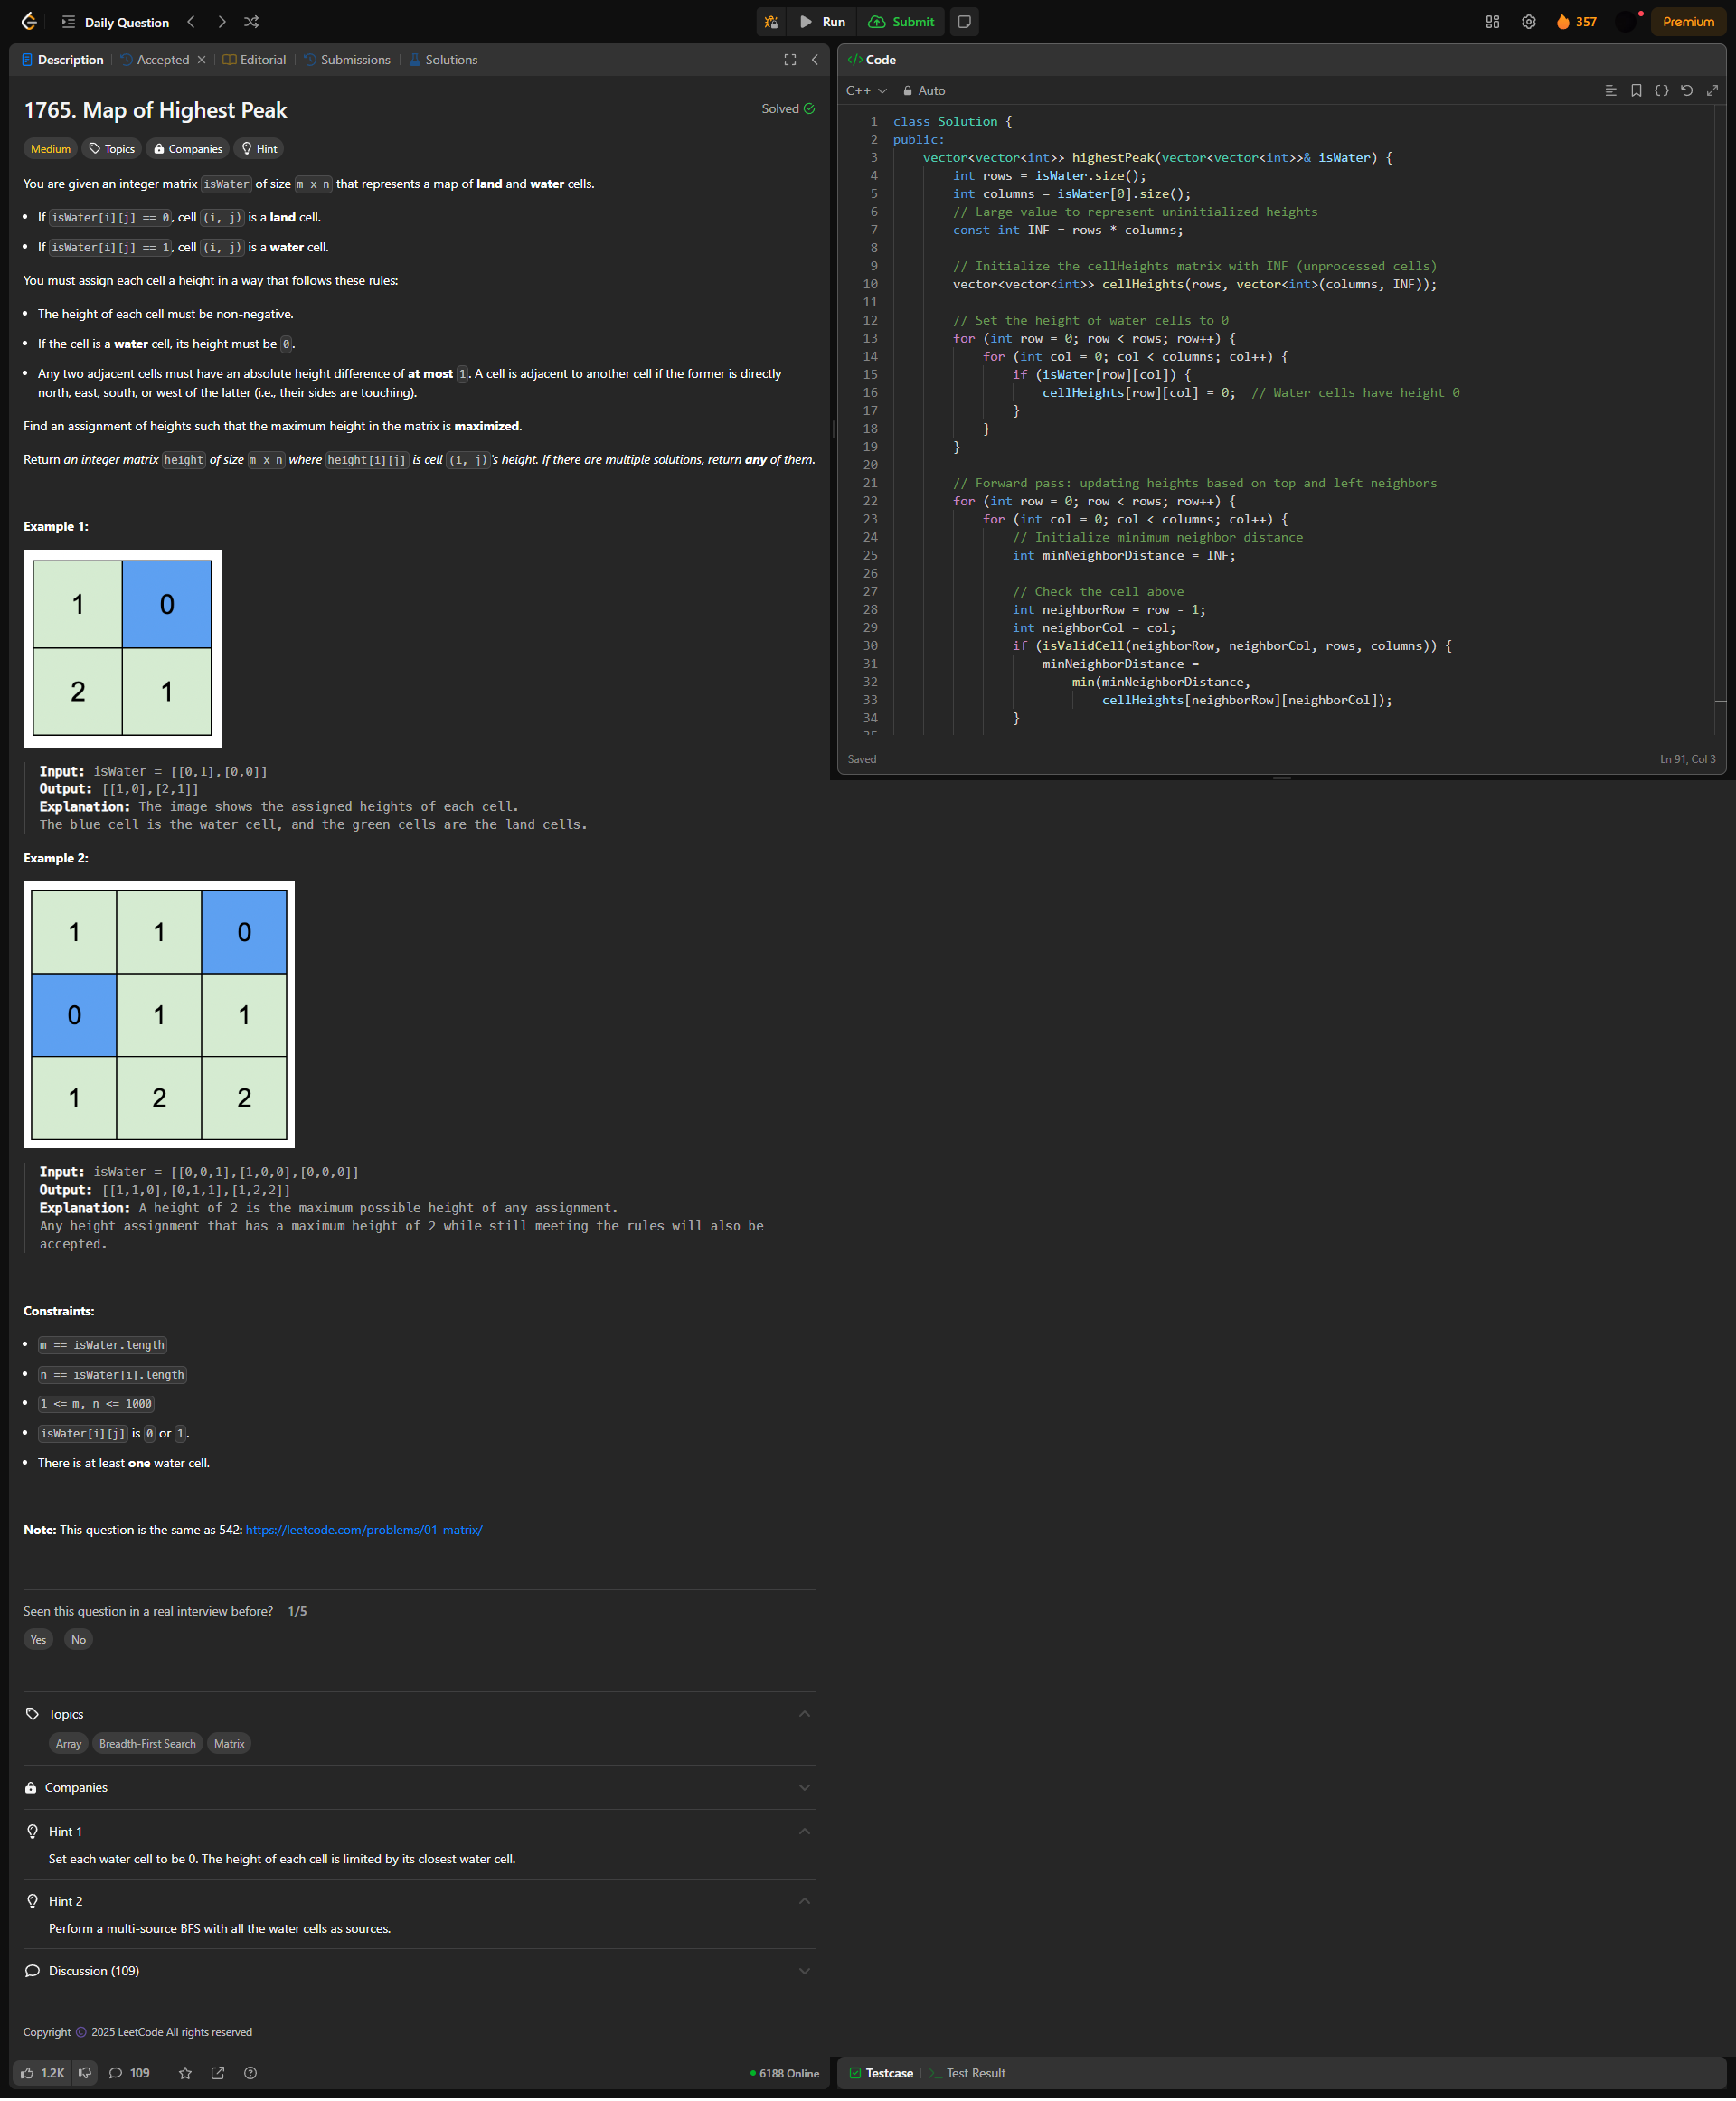 Daily Question
Run
Submit
357
Premium
Description
Accepted
Editorial
Submissions
Solutions
1765. Map of Highest Peak
Solved
Medium
Topics
Companies
Hint
You are given an integer matrix isWater of size m x n that represents a map of land and water cells.
• If isWater[i][j] == 0, cell (i, j) is a land cell.
• If isWater[i][j] == 1, cell (i, j) is a water cell.
You must assign each cell a height in a way that follows these rules:
• The height of each cell must be non-negative.
• If the cell is a water cell, its height must be 0.
• Any two adjacent cells must have an absolute height difference of at most 1. A cell is adjacent to another cell if the former is directly
north, east, south, or west of the latter (i.e., their sides are touching).
Find an assignment of heights such that the maximum height in the matrix is maximized.
Return an integer matrix height of size m x n where height[i][j] is cell (i, j)'s height. If there are multiple solutions, return any of them.
Example 1:
1 0
2 1
Input: isWater = [[0,1],[0,0]]
Output: [[1,0],[2,1]]
Explanation: The image shows the assigned heights of each cell.
The blue cell is the water cell, and the green cells are the land cells.
Example 2:
1 1 0
0 1 1
1 2 2
Input: isWater = [[0,0,1],[1,0,0],[0,0,0]]
Output: [[1,1,0],[0,1,1],[1,2,2]]
Explanation: A height of 2 is the maximum possible height of any assignment.
Any height assignment that has a maximum height of 2 while still meeting the rules will also be
accepted.
Constraints:
• m == isWater.length
• n == isWater[i].length
• 1 <= m, n <= 1000
• isWater[i][j] is 0 or 1.
• There is at least one water cell.
Note: This question is the same as 542: https://leetcode.com/problems/01-matrix/
Seen this question in a real interview before? 1/5
Yes No
Topics
Array Breadth-First Search Matrix
Companies
Hint 1
Set each water cell to be 0. The height of each cell is limited by its closest water cell.
Hint 2
Perform a multi-source BFS with all the water cells as sources.
Discussion (109)
Copyright © 2025 LeetCode All rights reserved
1.2K
109
6188 Online
</> Code
C++
Auto
1 class Solution {
2 public:
3 vector<vector<int>> highestPeak(vector<vector<int>>& isWater) {
4 int rows = isWater.size();
5 int columns = isWater[0].size();
6 // Large value to represent uninitialized heights
7 const int INF = rows * columns;
8
9 // Initialize the cellHeights matrix with INF (unprocessed cells)
10 vector<vector<int>> cellHeights(rows, vector<int>(columns, INF));
11
12 // Set the height of water cells to 0
13 for (int row = 0; row < rows; row++) {
14 for (int col = 0; col < columns; col++) {
15 if (isWater[row][col]) {
16 cellHeights[row][col] = 0;  // Water cells have height 0
17 }
18 }
19 }
20
21 // Forward pass: updating heights based on top and left neighbors
22 for (int row = 0; row < rows; row++) {
23 for (int col = 0; col < columns; col++) {
24 // Initialize minimum neighbor distance
25 int minNeighborDistance = INF;
26
27 // Check the cell above
28 int neighborRow = row - 1;
29 int neighborCol = col;
30 if (isValidCell(neighborRow, neighborCol, rows, columns)) {
31 minNeighborDistance =
32 min(minNeighborDistance,
33 cellHeights[neighborRow][neighborCol]);
34 }
Saved
Ln 91, Col 3
Testcase
Test Result